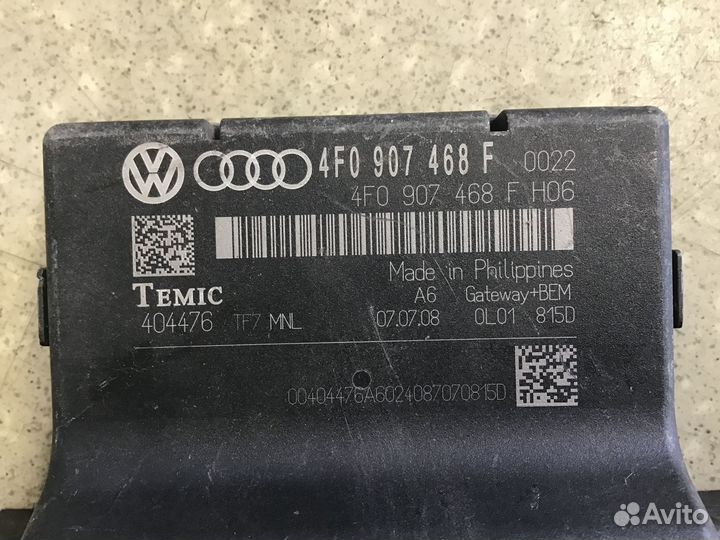 4F0 907 468 F 0022
4F0 907 468 F H06
Made in Philippines
TEMIC A6 Gateway+BEM
404476 TF7 MNL 07.07.08 0L01 815D
00404476A6024087070815D
Avito